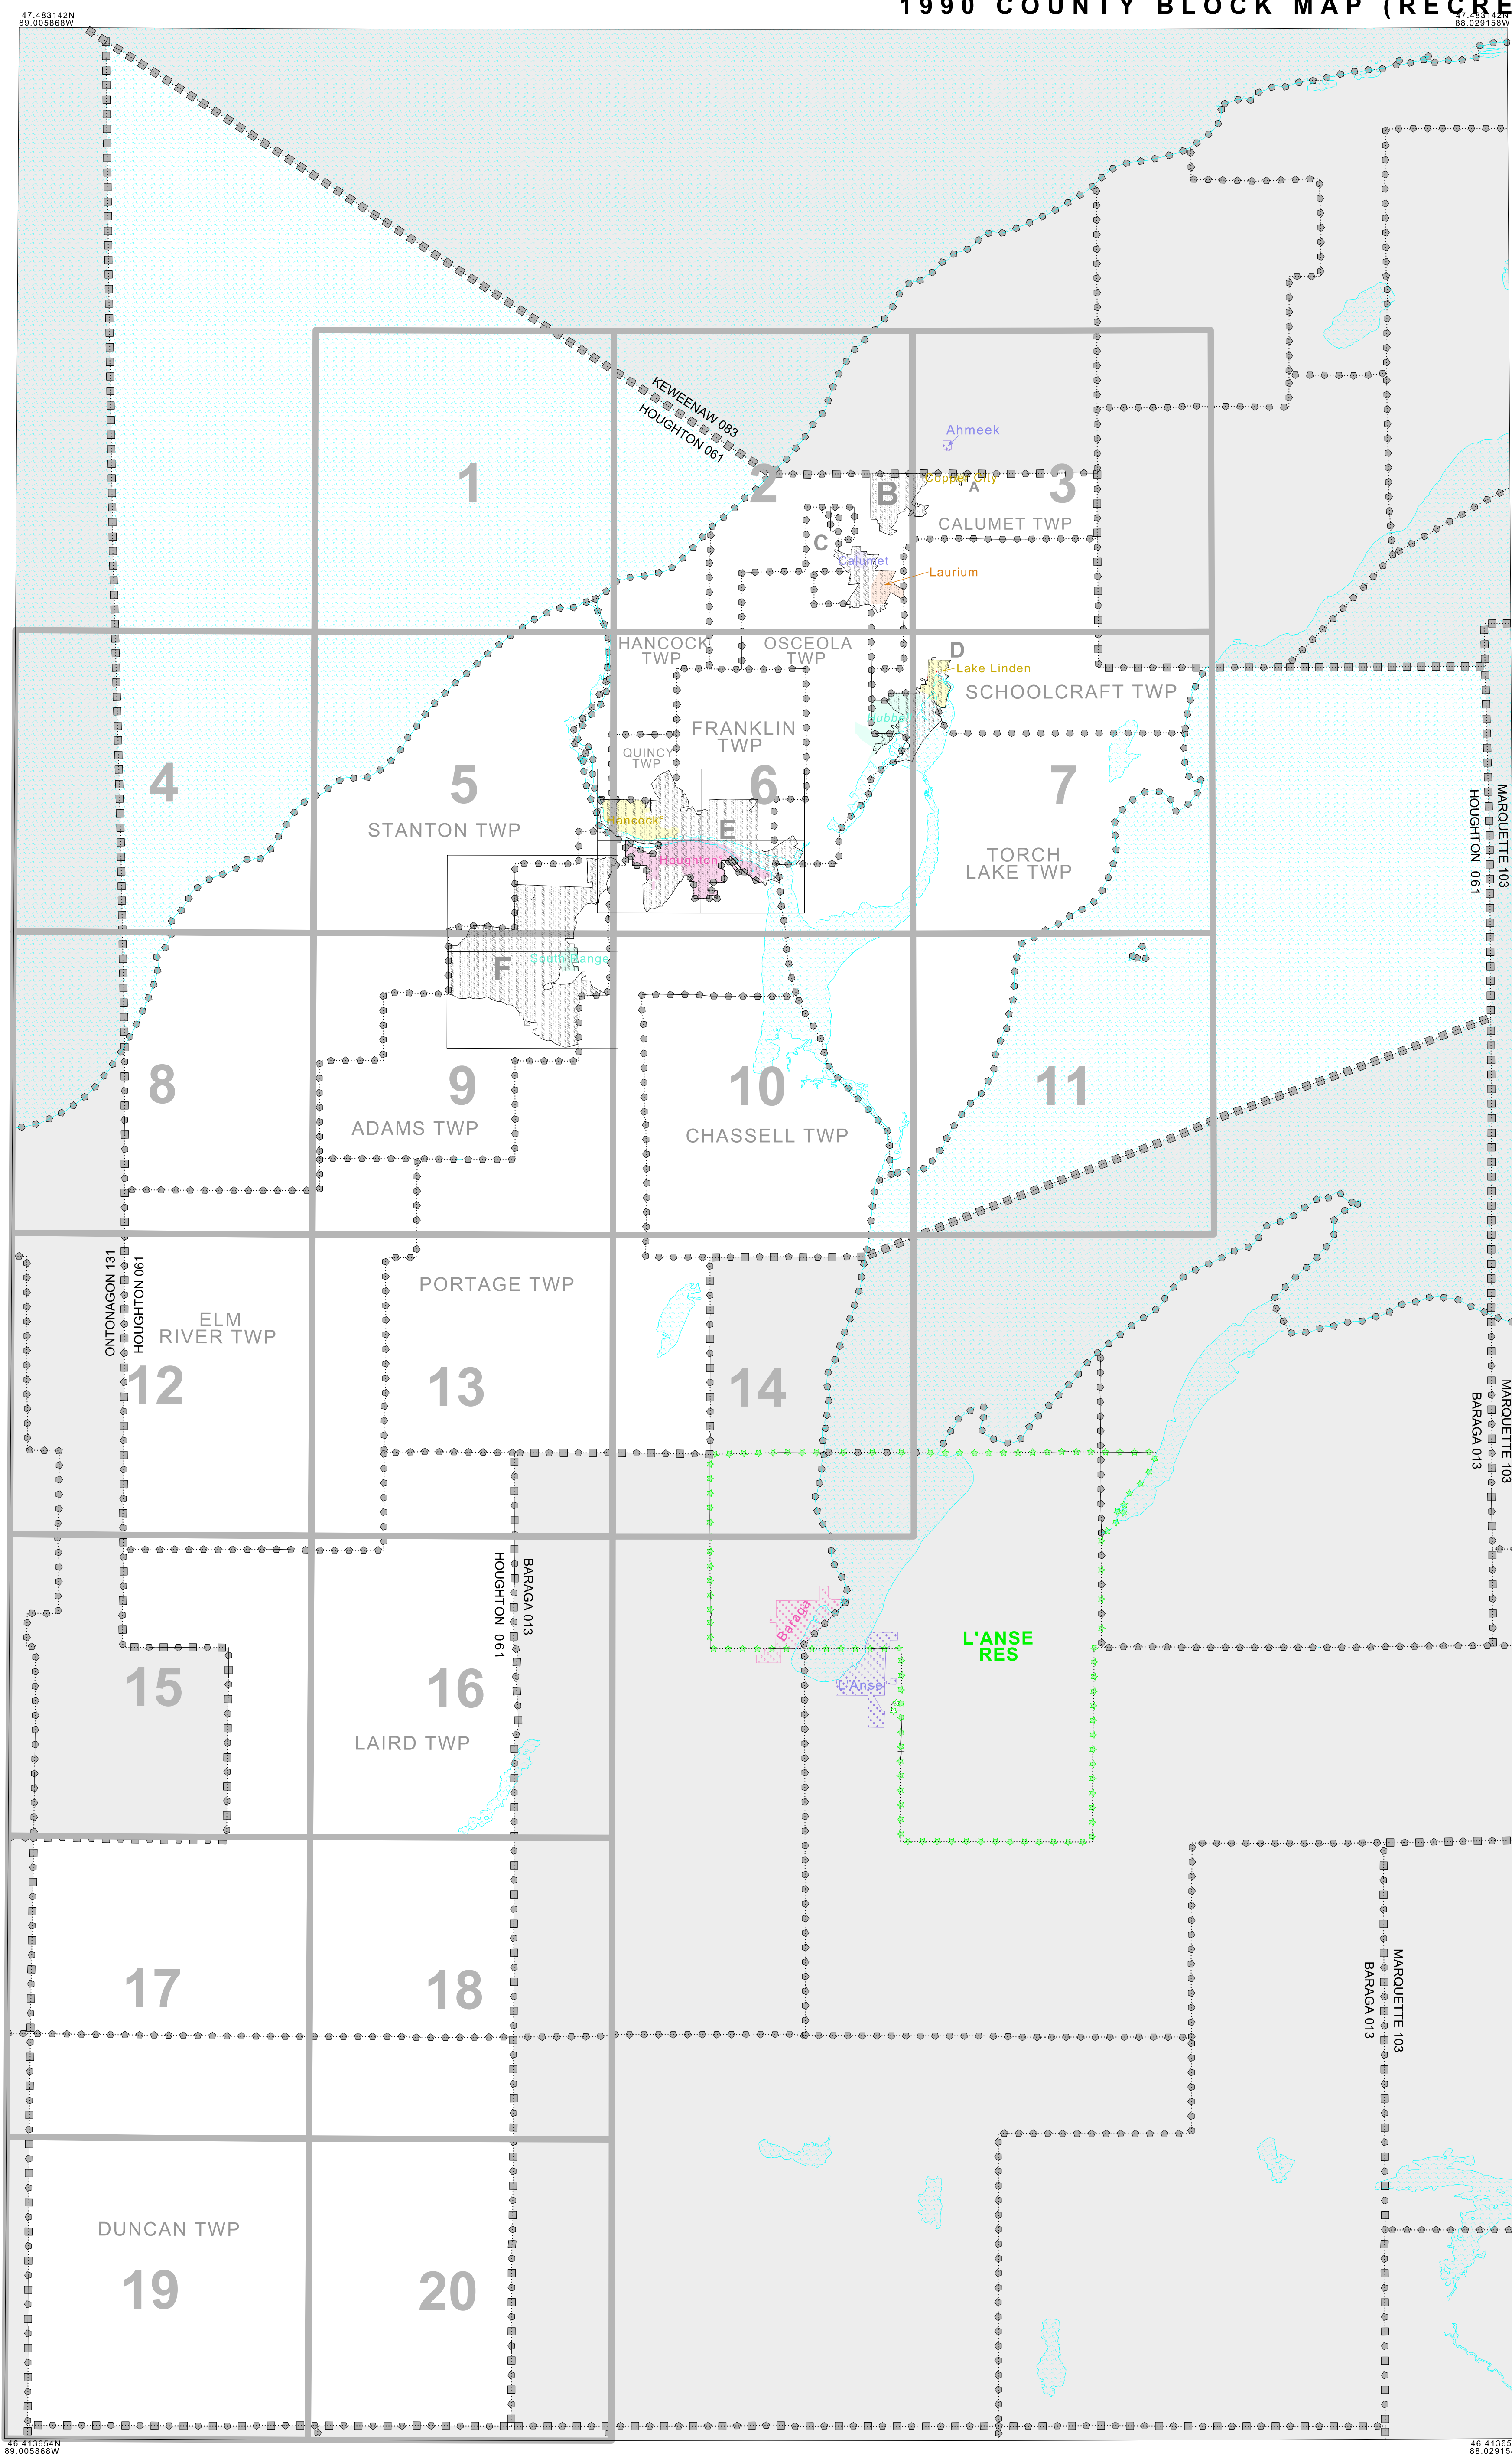 1990 COUNTY BLOCK MAP (RECRE
47.483142N
89.005868W
47.483142N
88.029158W
KEWEENAW 083
HOUGHTON 061
Ahmeek
1
2
3
Copper City
A
B
CALUMET TWP
C
Calumet
Laurium
HANCOCK
TWP
OSCEOLA
TWP
D
Lake Linden
SCHOOLCRAFT TWP
Hubbell
FRANKLIN
TWP
QUINCY
TWP
4
5
6
7
MARQUETTE 103
HOUGHTON 061
STANTON TWP
Hancock°
E
Houghton°
TORCH
LAKE TWP
1
South Range
F
8
9
10
11
ADAMS TWP
CHASSELL TWP
ONTONAGON 131
HOUGHTON 061
PORTAGE TWP
ELM
RIVER TWP
12
13
14
MARQUETTE 103
BARAGA 013
BARAGA 013
HOUGHTON 061
Baraga
L'ANSE
RES
L'Anse
15
16
LAIRD TWP
17
18
MARQUETTE 103
BARAGA 013
DUNCAN TWP
19
20
46.413654N
89.005868W
46.41365
88.02915